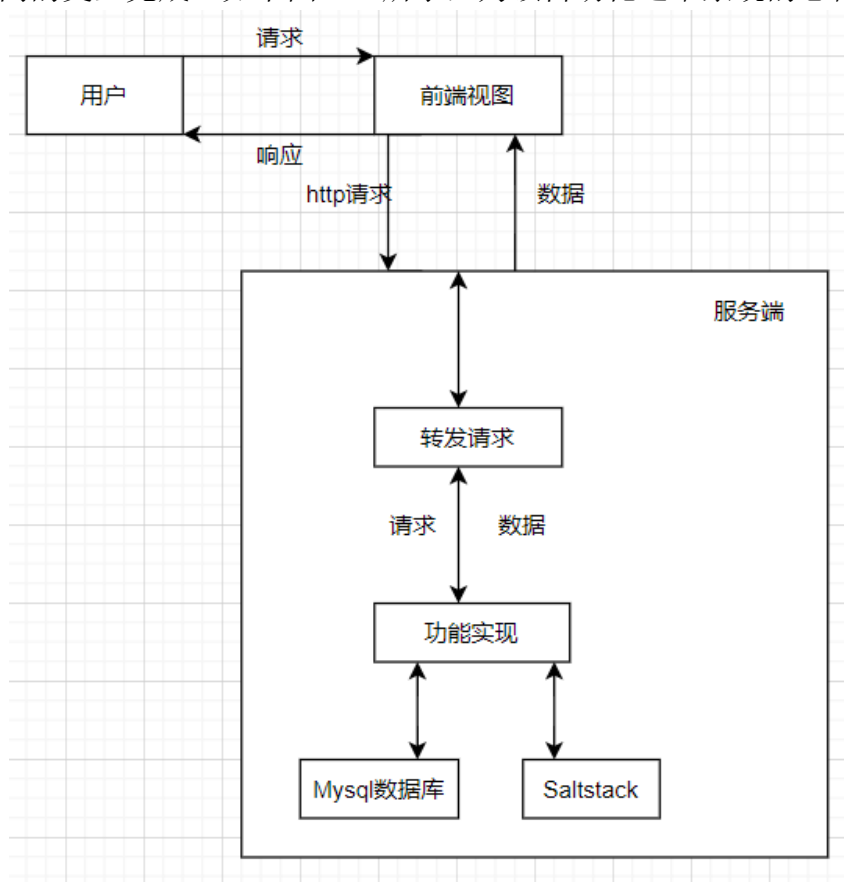 请求
用户
前端视图
响应
http请求
数据
服务端
转发请求
请求
数据
功能实现
Mysql数据库
Saltstack